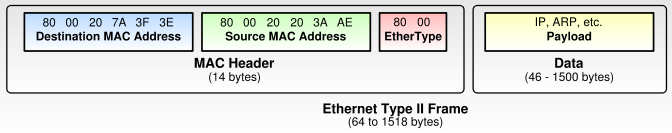 80 00 20 7A 3F 3E
Destination MAC Address
80 00 20 20 3A AE
Source MAC Address
80 00
EtherType
IP, ARP, etc.
Payload
MAC Header
(14 bytes)
Data
(46 - 1500 bytes)
Ethernet Type II Frame
(64 to 1518 bytes)